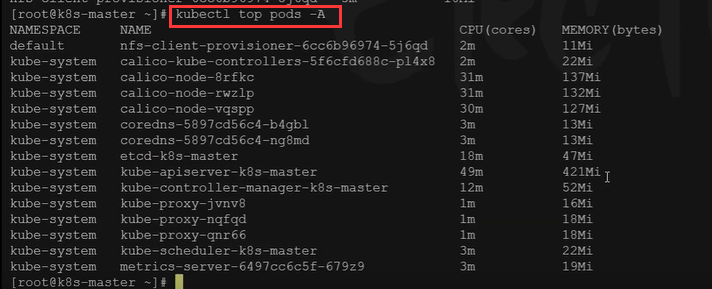 [root@k8s-master ~]# kubectl top pods -A
NAMESPACE NAME CPU(cores) MEMORY(bytes)
default nfs-client-provisioner-6cc6b96974-5j6qd 2m 11Mi
kube-system calico-kube-controllers-5f6cfd688c-pl4x8 2m 22Mi
kube-system calico-node-8rfkc 31m 137Mi
kube-system calico-node-rwzlp 31m 132Mi
kube-system calico-node-vqspp 30m 127Mi
kube-system coredns-5897cd56c4-b4gbl 3m 13Mi
kube-system coredns-5897cd56c4-ng8md 3m 13Mi
kube-system etcd-k8s-master 18m 47Mi
kube-system kube-apiserver-k8s-master 49m 421Mi
kube-system kube-controller-manager-k8s-master 12m 52Mi
kube-system kube-proxy-jvnv8 1m 16Mi
kube-system kube-proxy-nqfqd 1m 18Mi
kube-system kube-proxy-qnr66 1m 18Mi
kube-system kube-scheduler-k8s-master 3m 22Mi
kube-system metrics-server-6497cc6c5f-679z9 3m 19Mi
[root@k8s-master ~]#